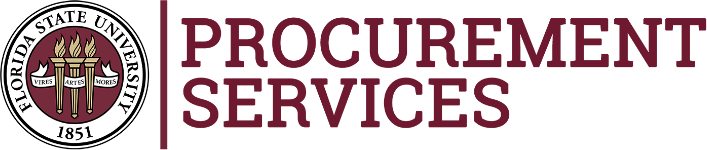 FLORIDA STATE UNIVERSITY
VIRES ARTES MORES
1851
PROCUREMENT
SERVICES